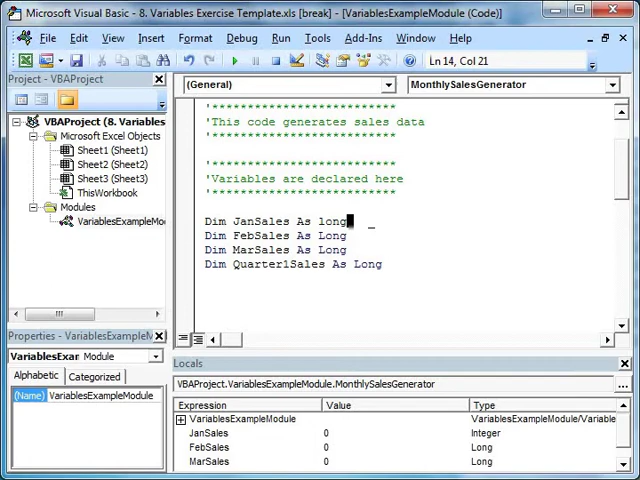 Microsoft Visual Basic - 8. Variables Exercise Template.xls [break] - [VariablesExampleModule (Code)]
File Edit View Insert Format Debug Run Tools Add-Ins Window Help
Ln 14, Col 21
Project - VBAProject
VBAProject (8. Variables
Microsoft Excel Objects
Sheet1 (Sheet1)
Sheet2 (Sheet2)
Sheet3 (Sheet3)
ThisWorkbook
Modules
VariablesExampleMo
Properties - VariablesExampleM
VariablesExar Module
Alphabetic Categorized
(Name) VariablesExampleModule
(General) MonthlySalesGenerator
'***************************
'This code generates sales data
'***************************
'***************************
'Variables are declared here
'***************************
Dim JanSales As long
Dim FebSales As Long
Dim MarSales As Long
Dim Quarter1Sales As Long
Locals
VBAProject.VariablesExampleModule.MonthlySalesGenerator
...
Expression Value Type
VariablesExampleModule VariablesExampleModule/Variable
JanSales 0 Integer
FebSales 0 Long
MarSales 0 Long